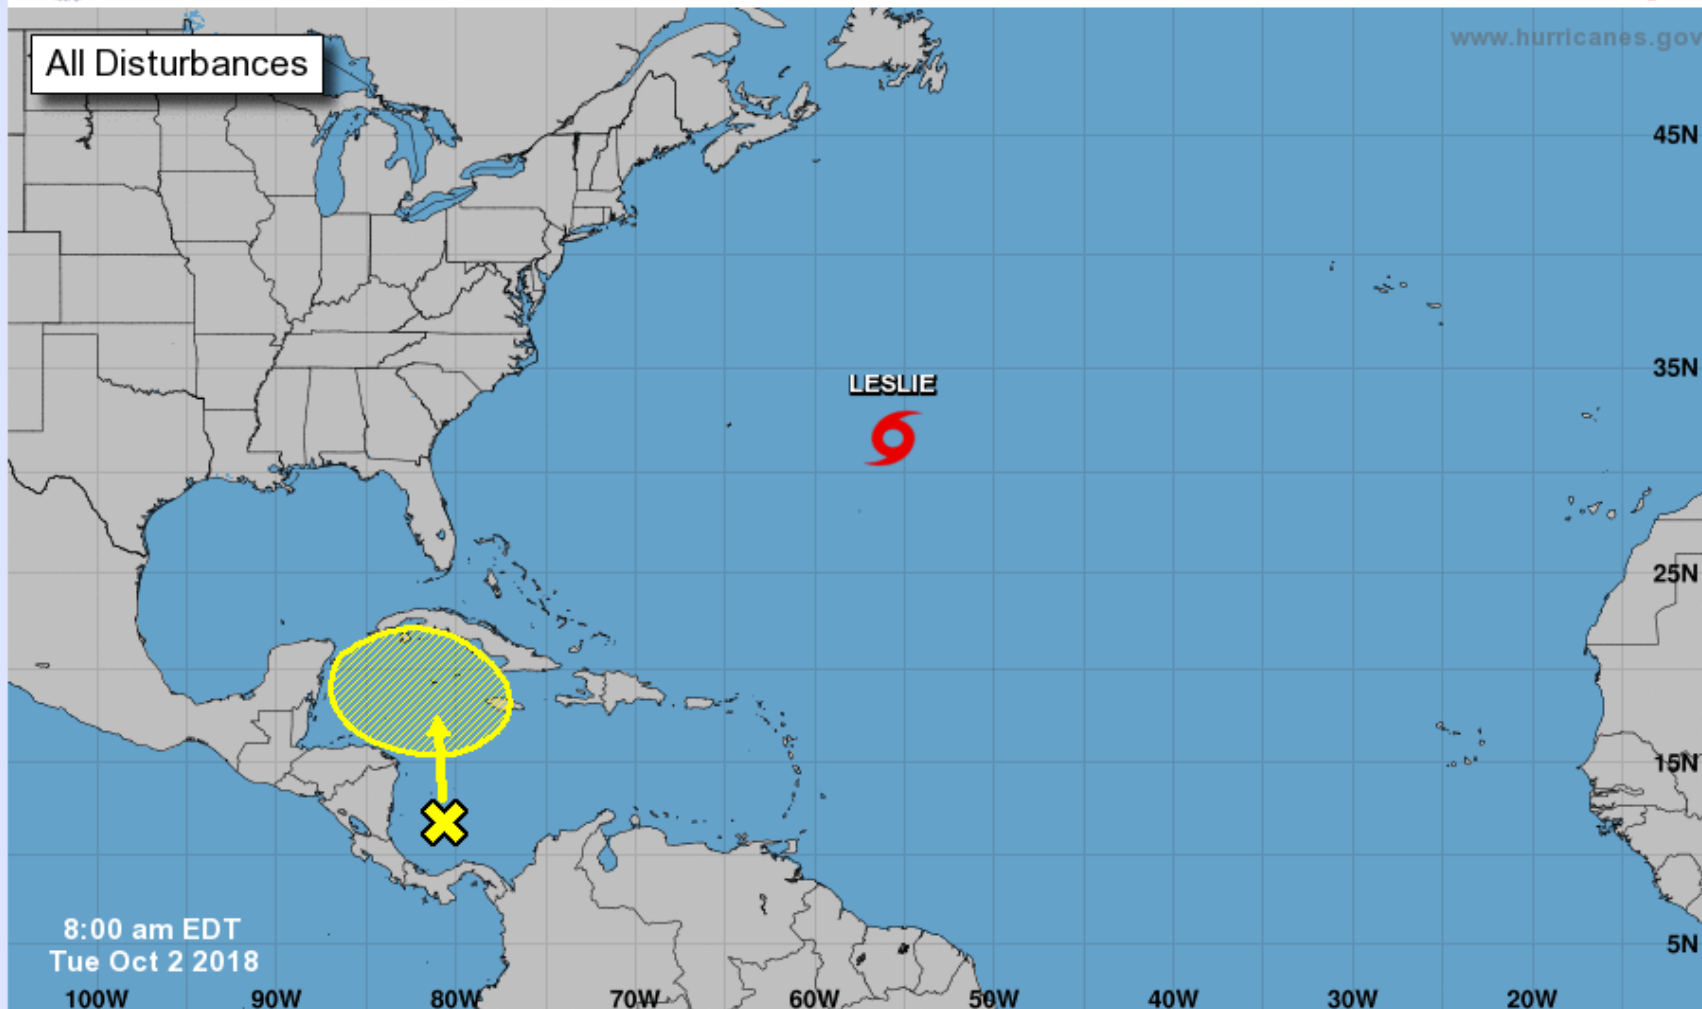 All Disturbances
www.hurricanes.gov
45N
35N
LESLIE
25N
15N
8:00 am EDT
Tue Oct 2 2018
5N
100W 90W 80W 70W 60W 50W 40W 30W 20W